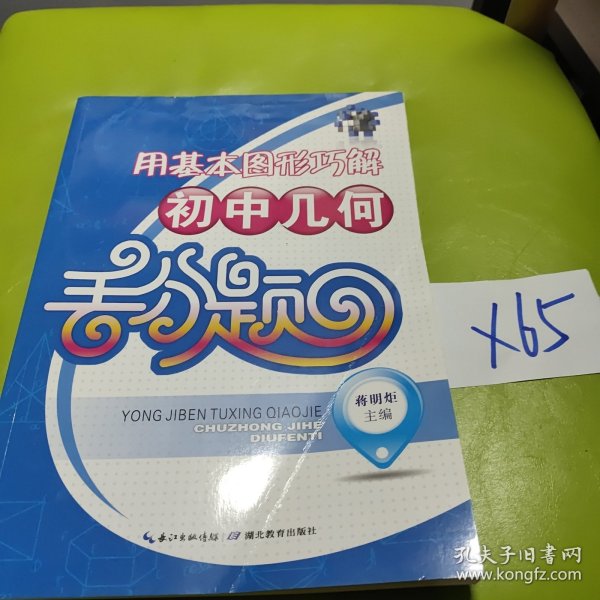 用基本图形巧解
初中几何
丢分题
YONG JIBEN TUXING QIAOJIE
CHUZHONG JIHE
DIUFENTI
蒋明炬
主编
长江出版传媒 湖北教育出版社
X65
孔夫子旧书网
www.kongfz.com